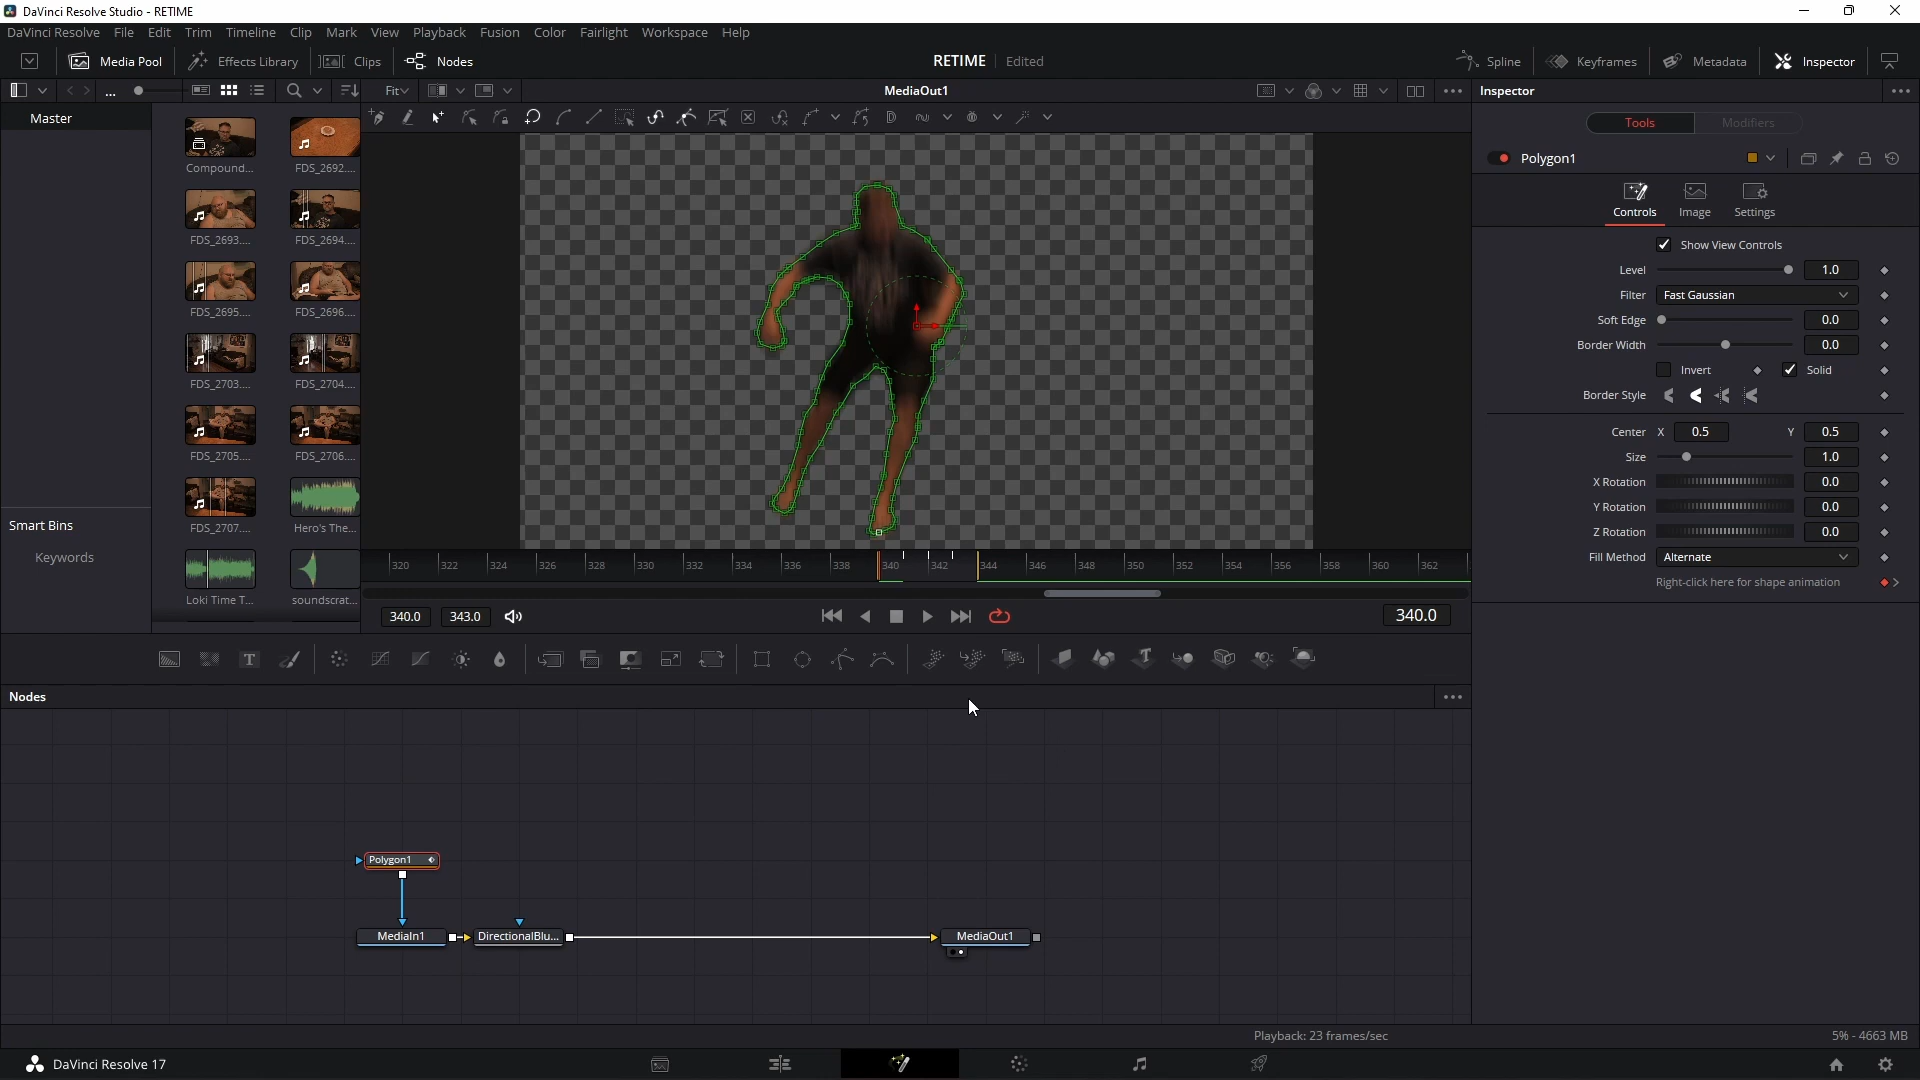 DaVinci Resolve Studio - RETIME
DaVinci Resolve File Edit Trim Timeline Clip Mark View Playback Fusion Color Fairlight Workspace Help
Media Pool Effects Library Clips Nodes RETIME Edited Spline Keyframes Metadata Inspector
... Fit MediaOut1 Inspector
Master
Tools Modifiers
Polygon1
Controls Image Settings
Show View Controls
Level 1.0
Filter Fast Gaussian
Soft Edge 0.0
Border Width 0.0
Invert Solid
Border Style
Center X 0.5 Y 0.5
Size 1.0
X Rotation 0.0
Y Rotation 0.0
Z Rotation 0.0
Fill Method Alternate
Right-click here for shape animation
Compound... FDS_2692....
FDS_2693.... FDS_2694....
FDS_2695.... FDS_2696....
FDS_2703.... FDS_2704....
FDS_2705.... FDS_2706....
FDS_2707.... Hero's The...
Loki Time T... soundscrat...
Smart Bins
Keywords
320 322 324 326 328 330 332 334 336 338 340 342 344 346 348 350 352 354 356 358 360 362
340.0 343.0 340.0
Nodes
Polygon1
MediaIn1 DirectionalBlu... MediaOut1
Playback: 23 frames/sec 5% - 4663 MB
DaVinci Resolve 17